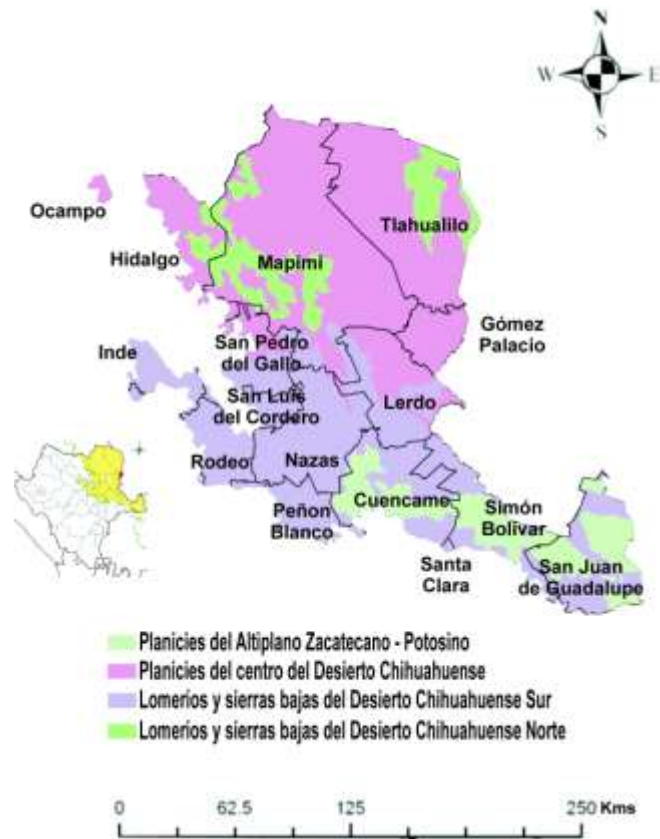 N
W E
S
Ocampo
Tlahualilo
Hidalgo
Mapimi
Gómez
Palacio
San Pedro
del Gallo
Inde
San Luis
del Cordero
Lerdo
Rodeo
Nazas
Cuencame
Simón
Bolívar
Peñon
Blanco
Santa
Clara
San Juan
de Guadalupe
Planicies del Altiplano Zacatecano - Potosino
Planicies del centro del Desierto Chihuahuense
Lomerios y sierras bajas del Desierto Chihuahuense Sur
Lomerios y sierras bajas del Desierto Chihuahuense Norte
0 62.5 125 250 Kms